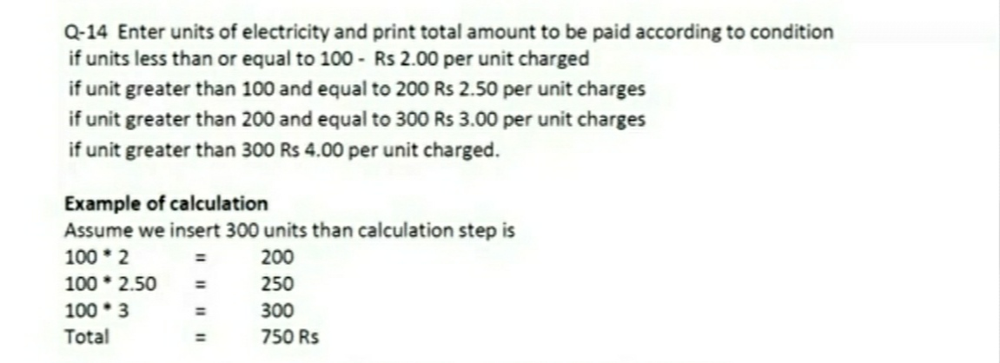 Q-14 Enter units of electricity and print total amount to be paid according to condition
if units less than or equal to 100 - Rs 2.00 per unit charged
if unit greater than 100 and equal to 200 Rs 2.50 per unit charges
if unit greater than 200 and equal to 300 Rs 3.00 per unit charges
if unit greater than 300 Rs 4.00 per unit charged.
Example of calculation
Assume we insert 300 units than calculation step is
100 * 2 = 200
100 * 2.50 = 250
100 * 3 = 300
Total = 750 Rs